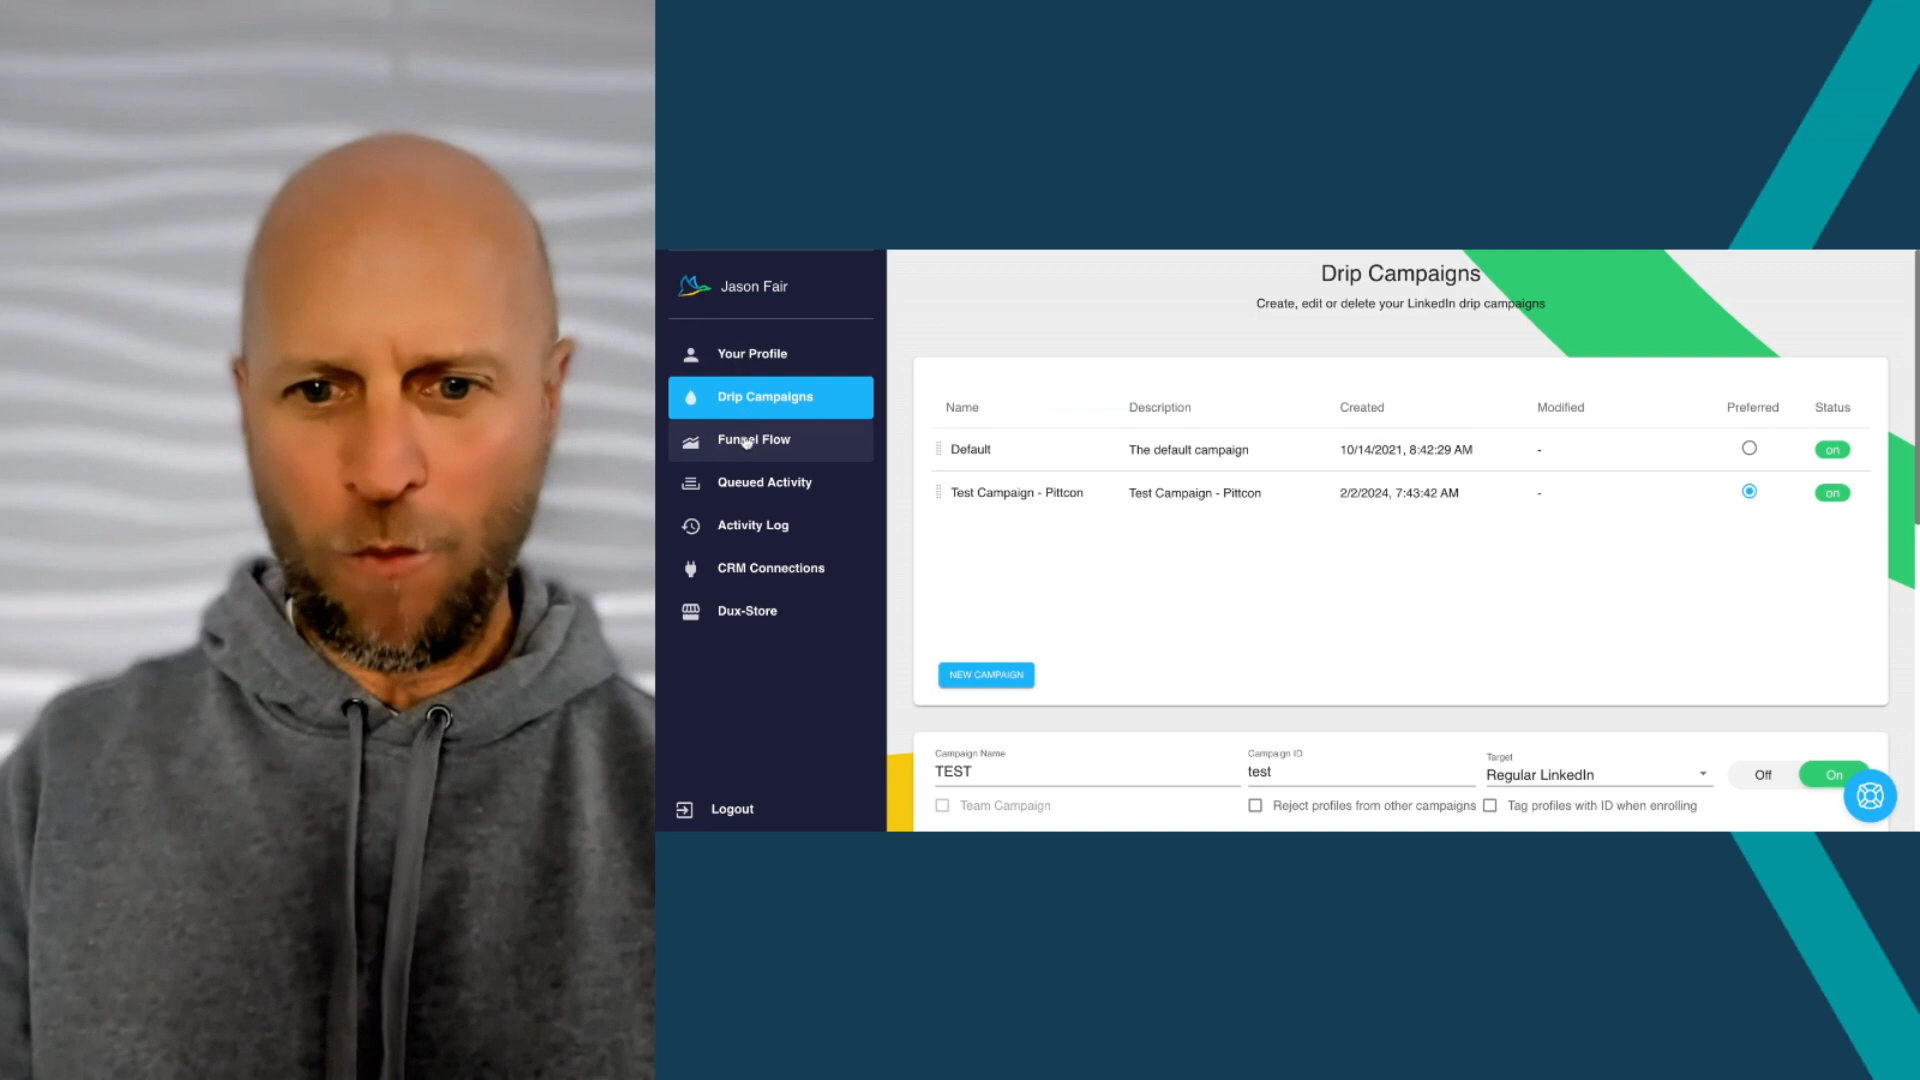 Jason Fair
Your Profile
Drip Campaigns
Funnel Flow
Queued Activity
Activity Log
CRM Connections
Dux-Store
Logout
Drip Campaigns
Create, edit or delete your LinkedIn drip campaigns
Name Description Created Modified Preferred Status
Default The default campaign 10/14/2021, 8:42:29 AM - on
Test Campaign - Pittcon Test Campaign - Pittcon 2/2/2024, 7:43:42 AM - on
NEW CAMPAIGN
Campaign Name Campaign ID Target
TEST test Regular LinkedIn Off On
Team Campaign Reject profiles from other campaigns Tag profiles with ID when enrolling